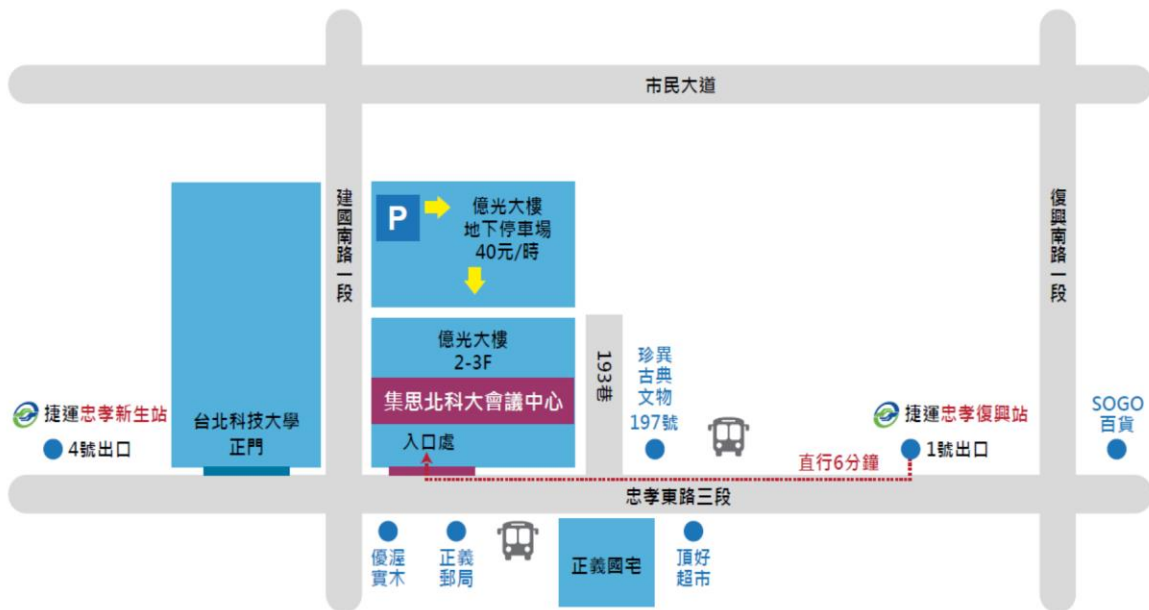 市民大道
建國南路一段
復興南路一段
P
億光大樓
地下停車場
40元/時
億光大樓
2-3F
集思北科大會議中心
入口處
193巷
珍異
古典
文物
197號
捷運忠孝新生站
4號出口
台北科技大學
正門
捷運忠孝復興站
1號出口
SOGO
百貨
直行6分鐘
忠孝東路三段
優渥
實木
正義
郵局
正義國宅
頂好
超市